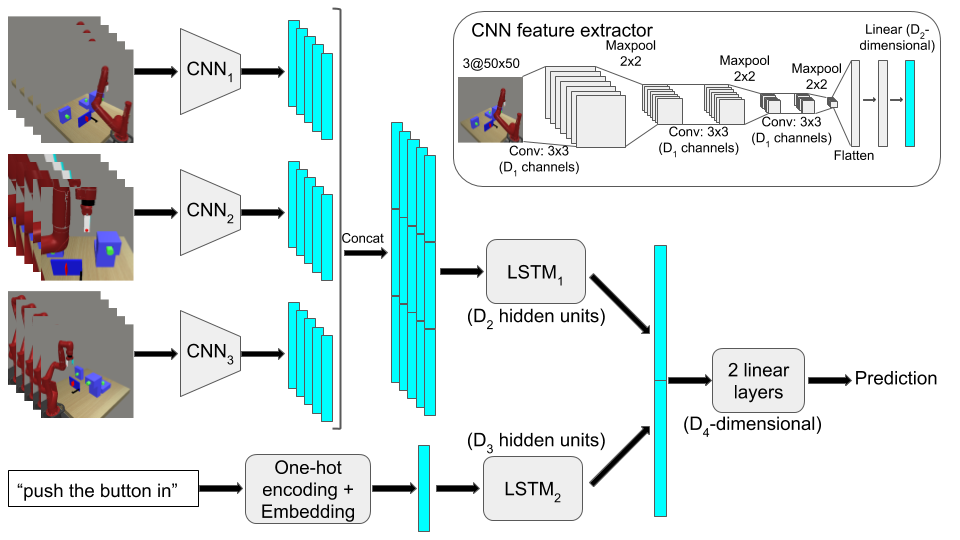 CNN feature extractor
3@50x50
Maxpool
2x2
Maxpool
2x2
Maxpool
2x2
Linear (D2-
dimensional)
Conv: 3x3
(D1 channels)
Conv: 3x3
(D1 channels)
Conv: 3x3
(D1 channels)
Flatten
CNN1
CNN2
CNN3
Concat
LSTM1
(D2 hidden units)
2 linear
layers
(D4-dimensional)
Prediction
"push the button in"
One-hot
encoding +
Embedding
(D3 hidden units)
LSTM2